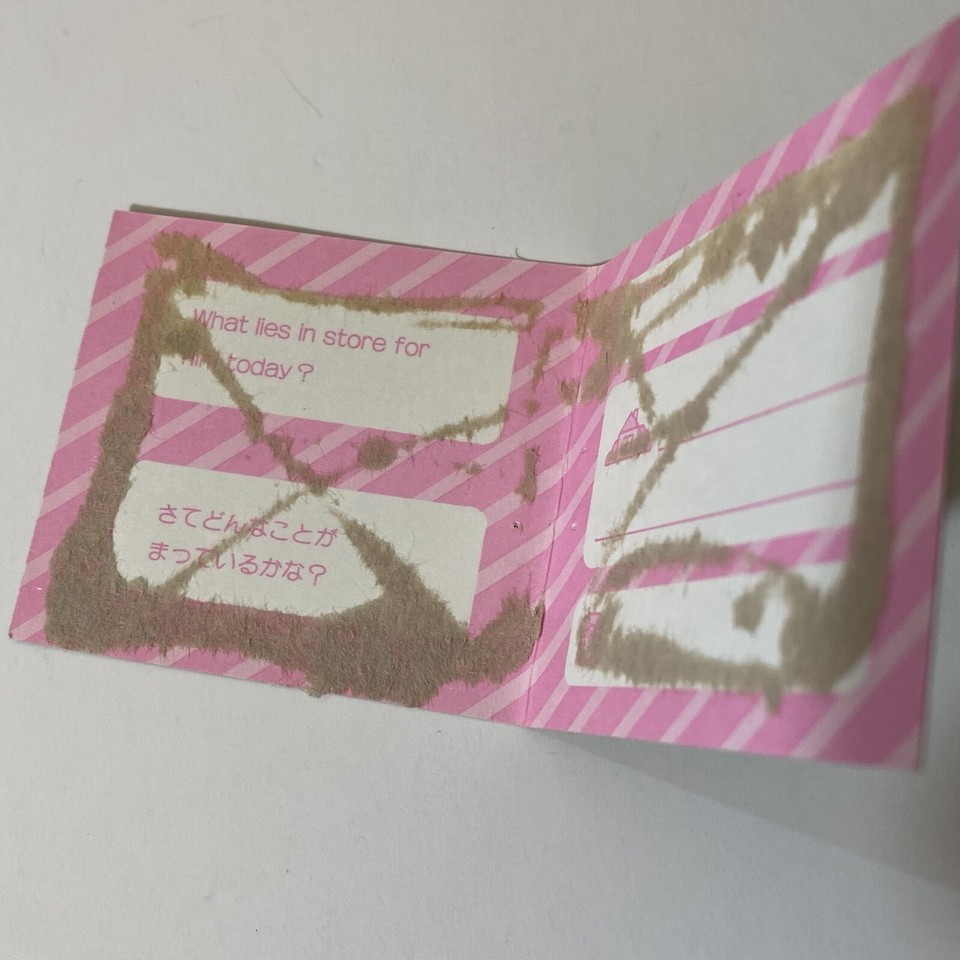 What lies in store for
today?
さてどんなことが
まっているかな?